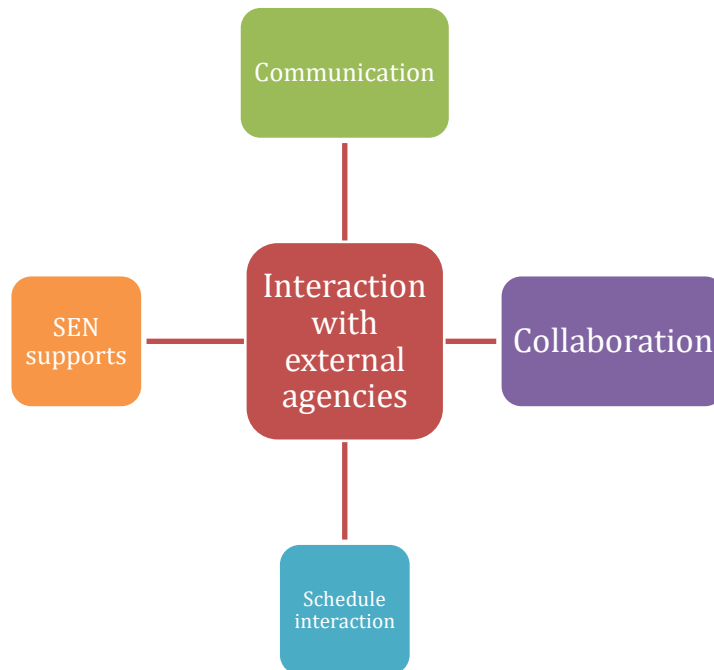 Communication
SEN
supports
Interaction
with
external
agencies
Collaboration
Schedule
interaction